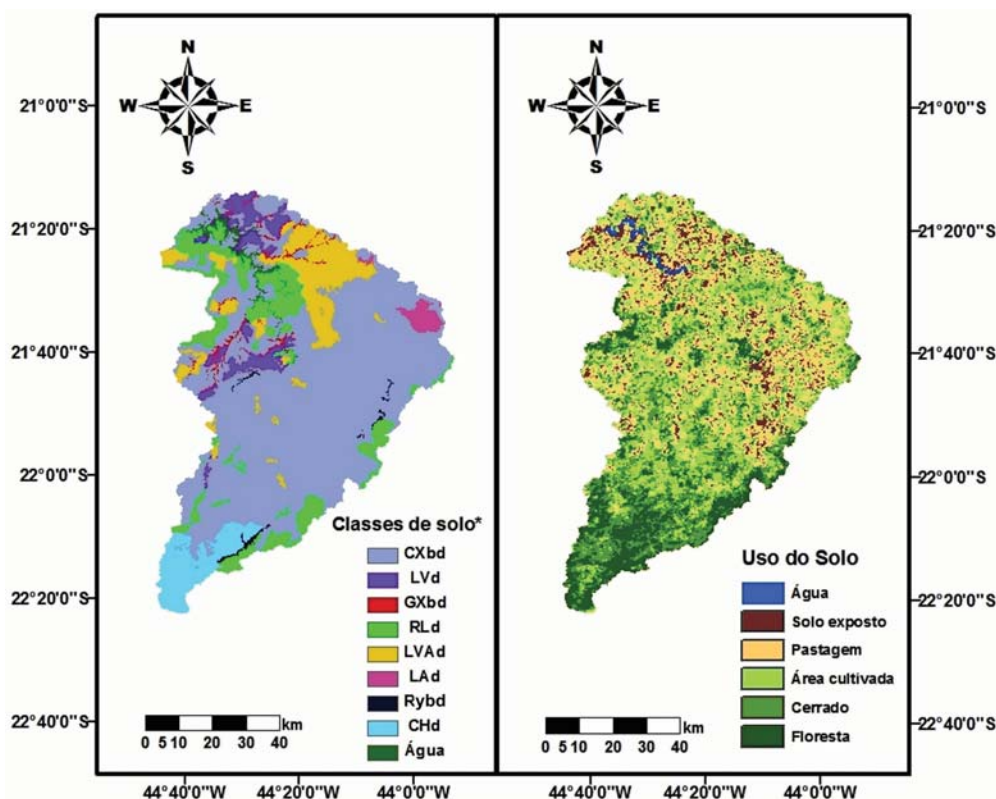 N
W E
S
21°0'0"S
21°20'0"S
21°40'0"S
22°0'0"S
22°20'0"S
22°40'0"S
Classes de solo*
CXbd
LVd
GXbd
RLd
LVAd
LAd
Rybd
CHd
Água
km
0 5 10 20 30 40
44°40'0"W 44°20'0"W 44°0'0"W
N
W E
S
21°0'0"S
21°20'0"S
21°40'0"S
22°0'0"S
22°20'0"S
22°40'0"S
Uso do Solo
Água
Solo exposto
Pastagem
Área cultivada
Cerrado
Floresta
km
0 5 10 20 30 40
44°40'0"W 44°20'0"W 44°0'0"W